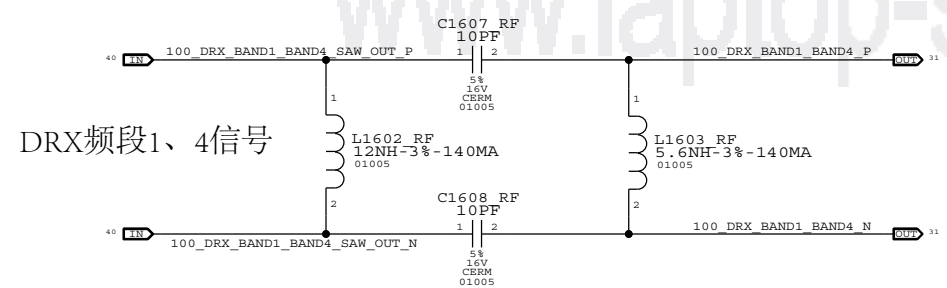 www.laptop-s
C1607_RF
10PF
40 IN 100_DRX_BAND1_BAND4_SAW_OUT_P 1 2 100_DRX_BAND1_BAND4_P OUT 31
5%
16V
CERM
01005
1 1
DRX频段1、4信号
L1602_RF
12NH-3%-140MA
01005
L1603_RF
5.6NH-3%-140MA
01005
2 2
C1608_RF
10PF
40 IN 100_DRX_BAND1_BAND4_SAW_OUT_N 1 2 100_DRX_BAND1_BAND4_N OUT 31
5%
16V
CERM
01005